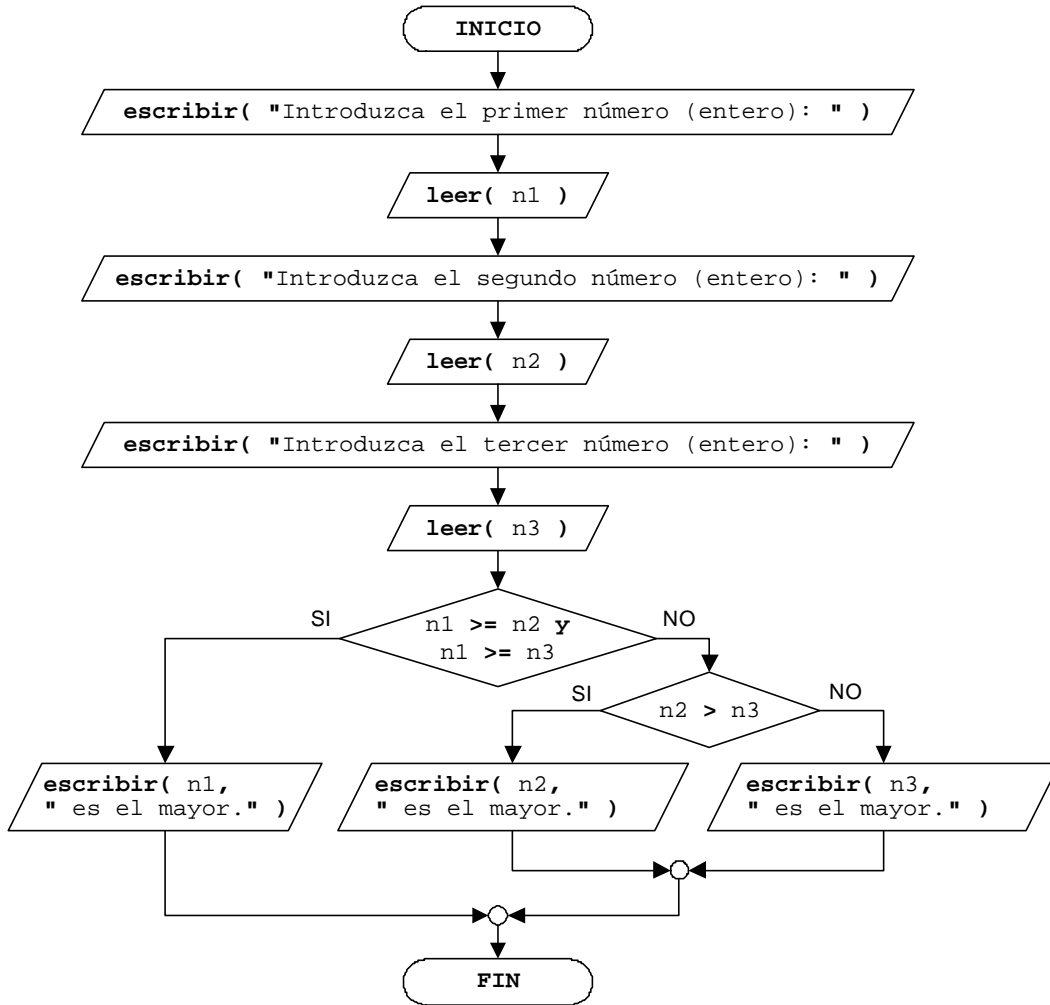 INICIO
escribir( "Introduzca el primer número (entero): " )
leer( n1 )
escribir( "Introduzca el segundo número (entero): " )
leer( n2 )
escribir( "Introduzca el tercer número (entero): " )
leer( n3 )
SI
n1 >= n2 y
n1 >= n3
NO
SI
n2 > n3
NO
escribir( n1,
" es el mayor." )
escribir( n2,
" es el mayor." )
escribir( n3,
" es el mayor." )
FIN